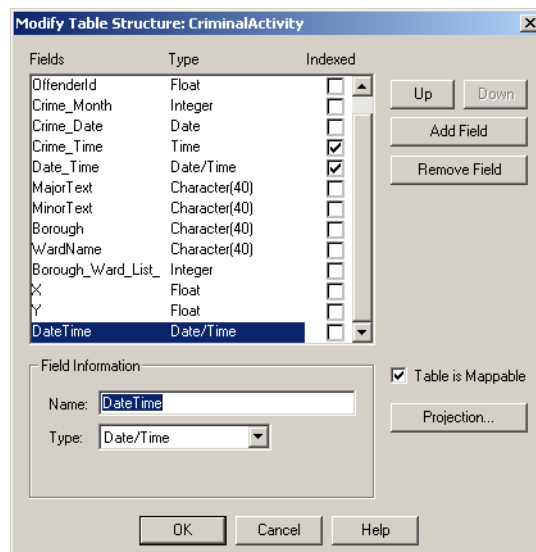 Modify Table Structure: CriminalActivity
Fields Type Indexed
OffenderId Float
Crime_Month Integer
Crime_Date Date
Crime_Time Time
Date_Time Date/Time
MajorText Character(40)
MinorText Character(40)
Borough Character(40)
WardName Character(40)
Borough_Ward_List_ Integer
X Float
Y Float
DateTime Date/Time
Up Down
Add Field
Remove Field
Field Information
Name: DateTime
Type: Date/Time
Table is Mappable
Projection...
OK Cancel Help